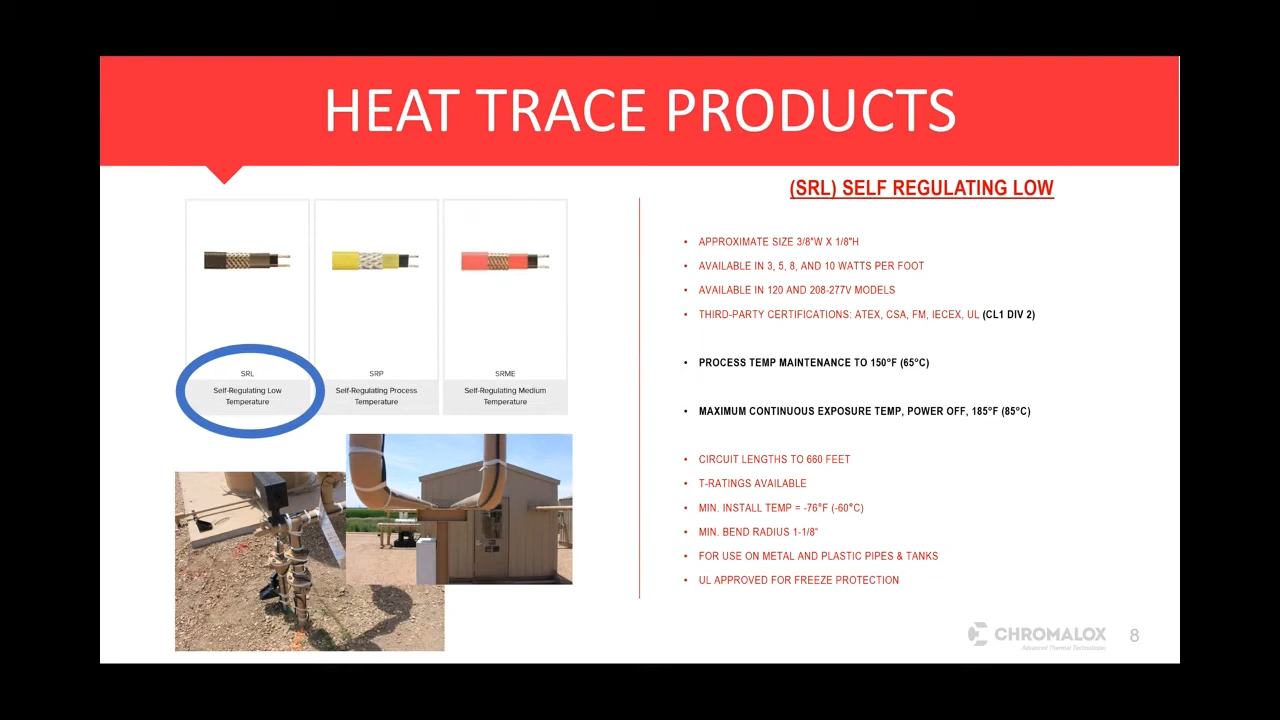 HEAT TRACE PRODUCTS
SRL
Self-Regulating Low
Temperature
SRP
Self-Regulating Process
Temperature
SRME
Self-Regulating Medium
Temperature
(SRL) SELF REGULATING LOW
• APPROXIMATE SIZE 3/8"W X 1/8"H
• AVAILABLE IN 3, 5, 8, AND 10 WATTS PER FOOT
• AVAILABLE IN 120 AND 208-277V MODELS
• THIRD-PARTY CERTIFICATIONS: ATEX, CSA, FM, IECEX, UL (CL1 DIV 2)
• PROCESS TEMP MAINTENANCE TO 150°F (65°C)
• MAXIMUM CONTINUOUS EXPOSURE TEMP, POWER OFF, 185°F (85°C)
• CIRCUIT LENGTHS TO 660 FEET
• T-RATINGS AVAILABLE
• MIN. INSTALL TEMP = -76°F (-60°C)
• MIN. BEND RADIUS 1-1/8"
• FOR USE ON METAL AND PLASTIC PIPES & TANKS
• UL APPROVED FOR FREEZE PROTECTION
CHROMALOX
Advanced Thermal Technologies
8